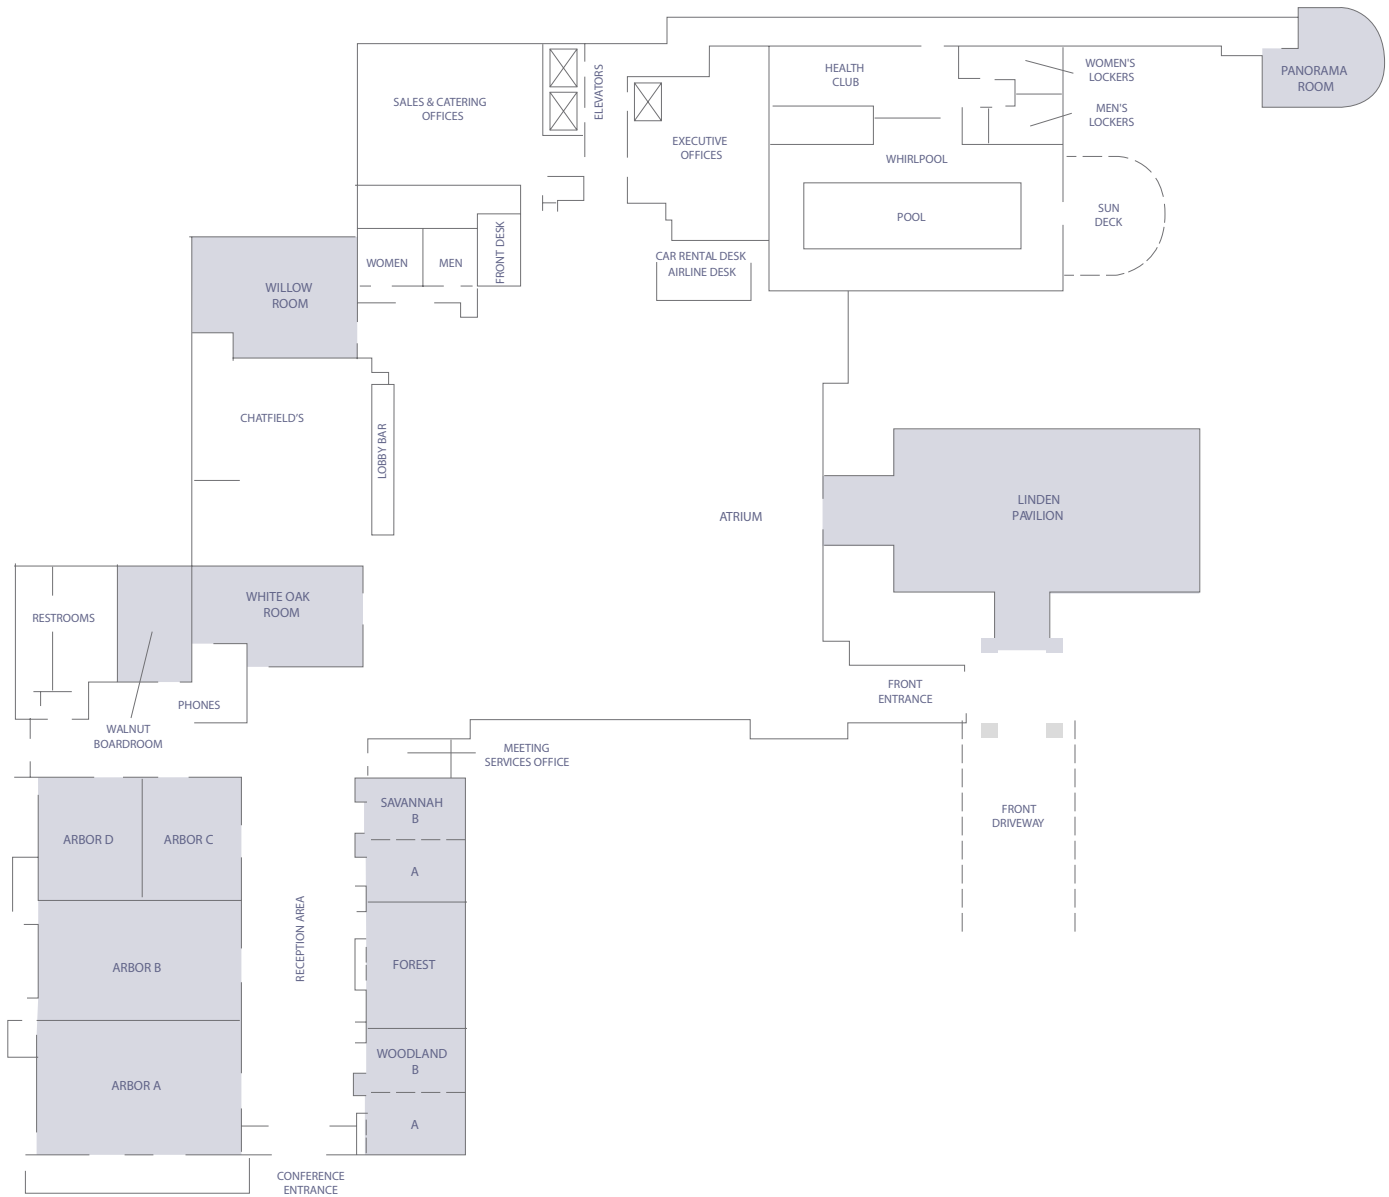 PANORAMA
ROOM
WOMEN'S
LOCKERS
HEALTH
CLUB
MEN'S
LOCKERS
SALES & CATERING
OFFICES
ELEVATORS
EXECUTIVE
OFFICES
WHIRLPOOL
POOL
SUN
DECK
WOMEN
MEN
FRONT DESK
CAR RENTAL DESK
AIRLINE DESK
WILLOW
ROOM
CHATFIELD'S
LOBBY BAR
ATRIUM
LINDEN
PAVILION
WHITE OAK
ROOM
RESTROOMS
PHONES
WALNUT
BOARDROOM
FRONT
ENTRANCE
MEETING
SERVICES OFFICE
FRONT
DRIVEWAY
SAVANNAH
B
ARBOR D
ARBOR C
A
RECEPTION AREA
FOREST
ARBOR B
WOODLAND
B
ARBOR A
A
CONFERENCE
ENTRANCE